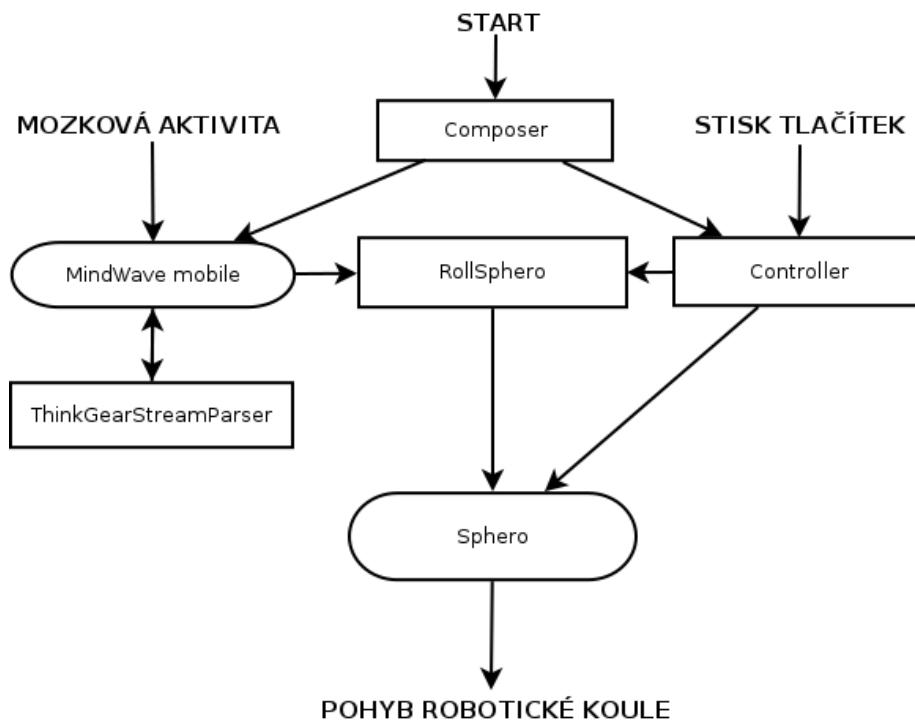 START
MOZKOVÁ AKTIVITA
Composer
STISK TLAČÍTEK
MindWave mobile
RollSphero
Controller
ThinkGearStreamParser
Sphero
POHYB ROBOTICKÉ KOULE